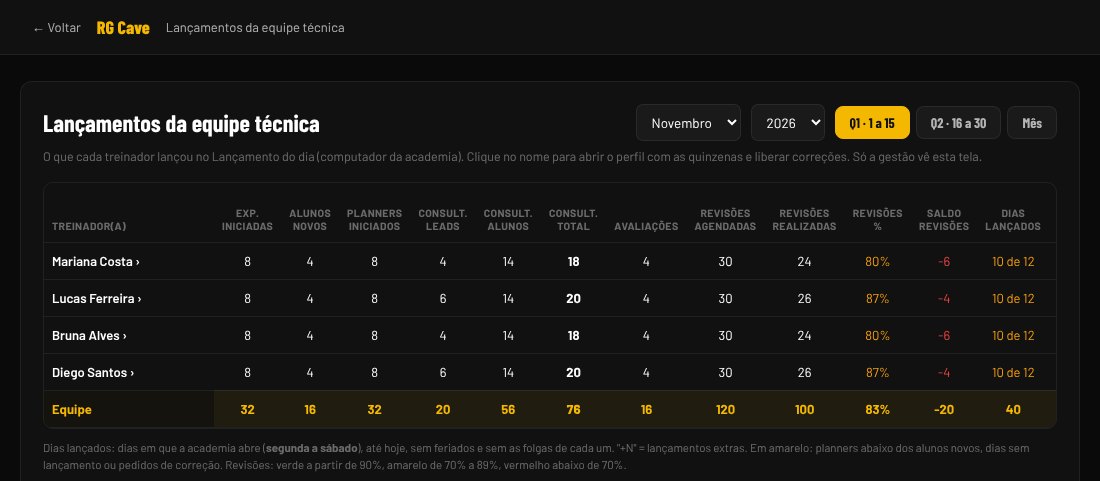 ← Voltar RG Cave Lançamentos da equipe técnica
Lançamentos da equipe técnica Novembro 2026 Q1 · 1 a 15 Q2 · 16 a 30 Mês
O que cada treinador lançou no Lançamento do dia (computador da academia). Clique no nome para abrir o perfil com as quinzenas e liberar correções. Só a gestão vê esta tela.
TREINADOR(A) EXP. INICIADAS ALUNOS NOVOS PLANNERS INICIADOS CONSULT. LEADS CONSULT. ALUNOS CONSULT. TOTAL AVALIAÇÕES REVISÕES AGENDADAS REVISÕES REALIZADAS REVISÕES % SALDO REVISÕES DIAS LANÇADOS
Mariana Costa › 8 4 8 4 14 18 4 30 24 80% -6 10 de 12
Lucas Ferreira › 8 4 8 6 14 20 4 30 26 87% -4 10 de 12
Bruna Alves › 8 4 8 4 14 18 4 30 24 80% -6 10 de 12
Diego Santos › 8 4 8 6 14 20 4 30 26 87% -4 10 de 12
Equipe 32 16 32 20 56 76 16 120 100 83% -20 40
Dias lançados: dias em que a academia abre (segunda a sábado), até hoje, sem feriados e sem as folgas de cada um. "+N" = lançamentos extras. Em amarelo: planners abaixo dos alunos novos, dias sem
lançamento ou pedidos de correção. Revisões: verde a partir de 90%, amarelo de 70% a 89%, vermelho abaixo de 70%.